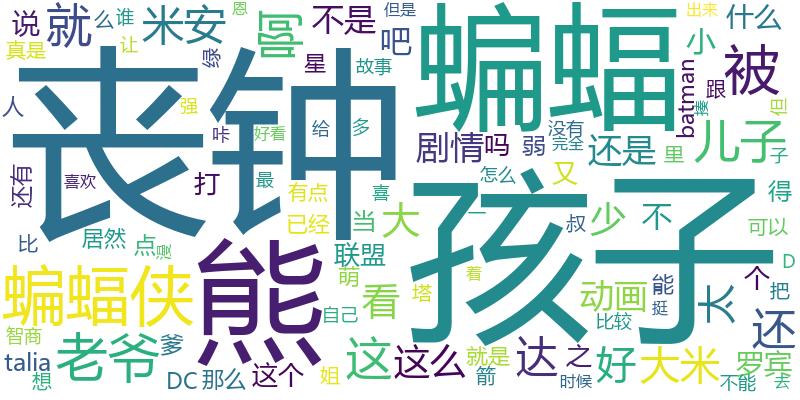 说 就 么 谁 米安 恩 啊 不是 但是 出来 什么
真是 让 绿 星 吧 故事 蝙蝠 小 被
人 丧钟 batman 跟 揍 但
强 咔 好看 给 多 剧情 吗 弱 没有 完全 还是 里 儿子 子
还有 喜欢 打 最 有点 喜 怎么 又 得
比 居然 点 漫 已经 当 大 孩子 一 叔 少 不 可以
蝙蝠侠 熊 联盟 萌 塔 看 着 动画 能 挺 太 个 把 D
智商 老爷 爹 自己 比较 还
talia 想 DC 那么 这个 姐 这 这么 就是 箭 达 之 时候 好 大米 不能 罗宾 去